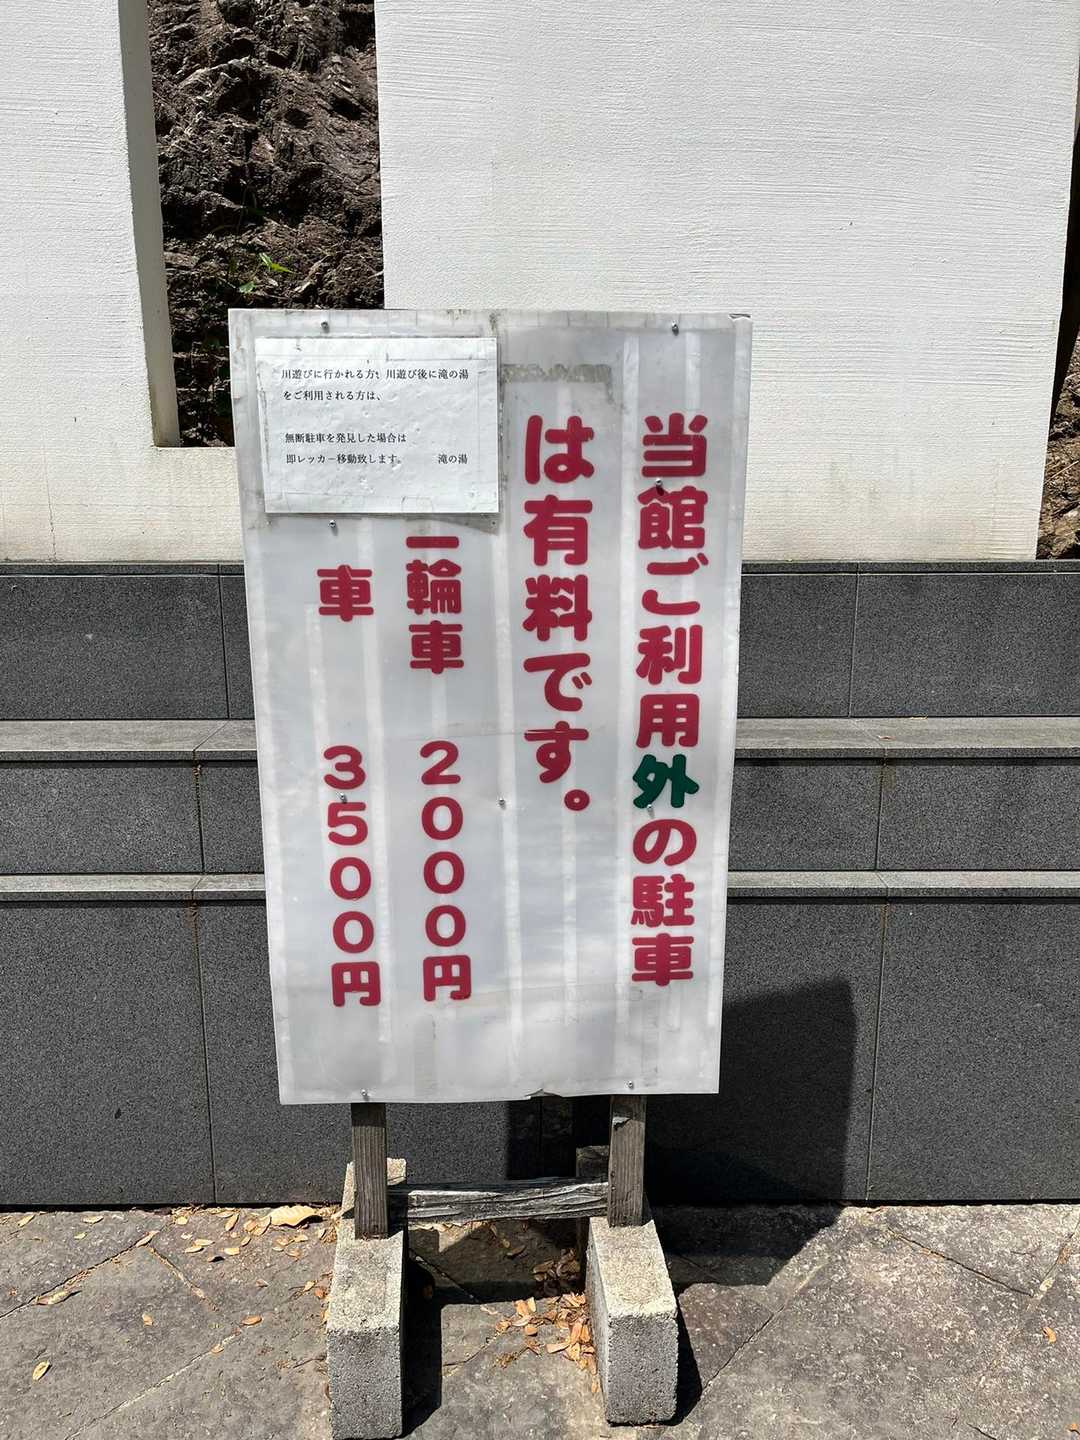 当館ご利用外の駐車
は有料です。
二輪車 2000円
車 3500円
川遊びに行かれる方、川遊び後に滝の湯
をご利用される方は、
無断駐車を発見した場合は
即レッカー移動致します。 滝の湯